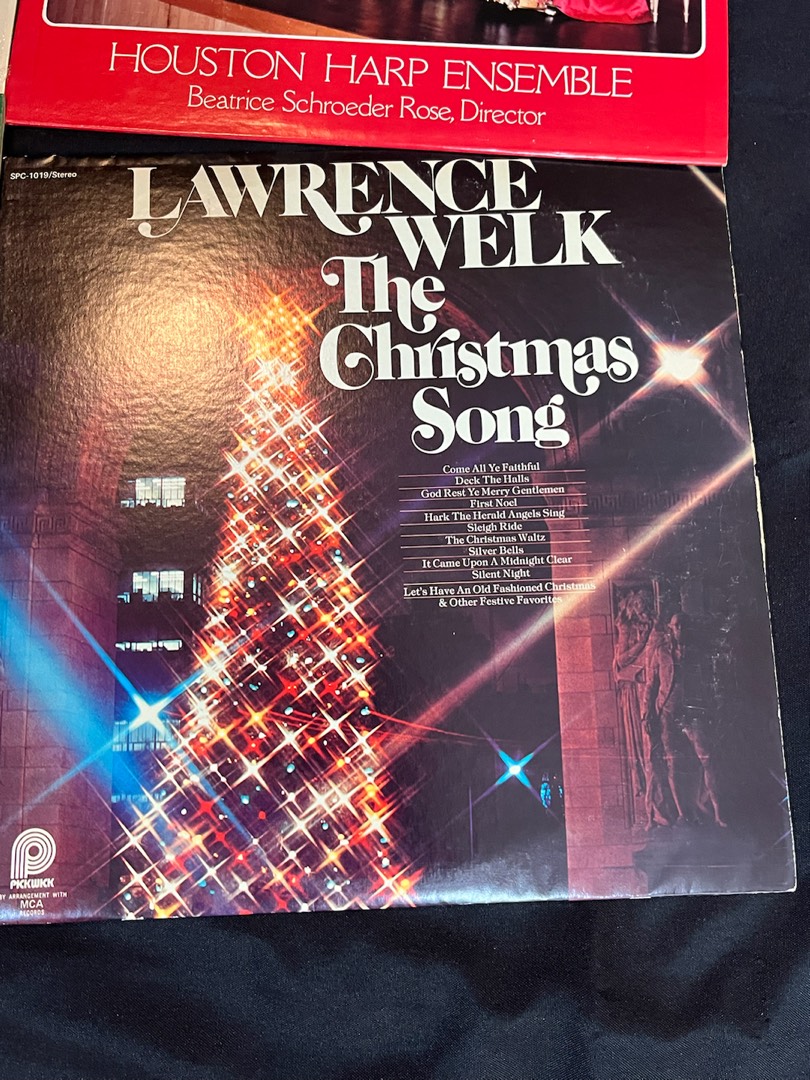 HOUSTON HARP ENSEMBLE
Beatrice Schroeder Rose, Director
SPC-1019/Stereo
LAWRENCE
WELK
The
Christmas
Song
Come All Ye Faithful
Deck The Halls
God Rest Ye Merry Gentlemen
First Noel
Hark The Herald Angels Sing
Sleigh Ride
The Christmas Waltz
Silver Bells
It Came Upon A Midnight Clear
Silent Night
Let's Have An Old Fashioned Christmas
& Other Festive Favorites
PICKWICK
BY ARRANGEMENT WITH
MCA
RECORDS